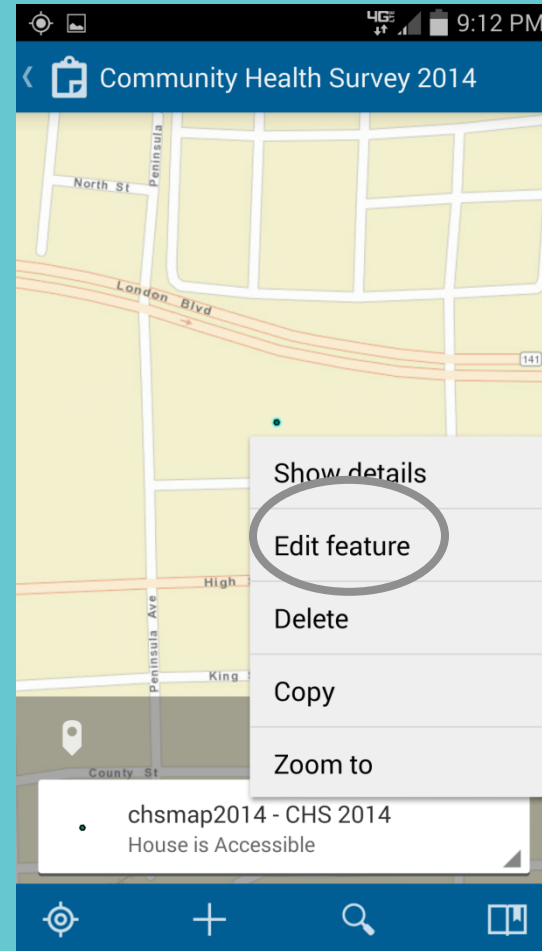 4G 9:12 PM
Community Health Survey 2014
Peninsula
North St
London Blvd
141
Show details
Edit feature
High
Delete
Peninsula Ave
King
Copy
Zoom to
County St
chsmap2014 - CHS 2014
House is Accessible